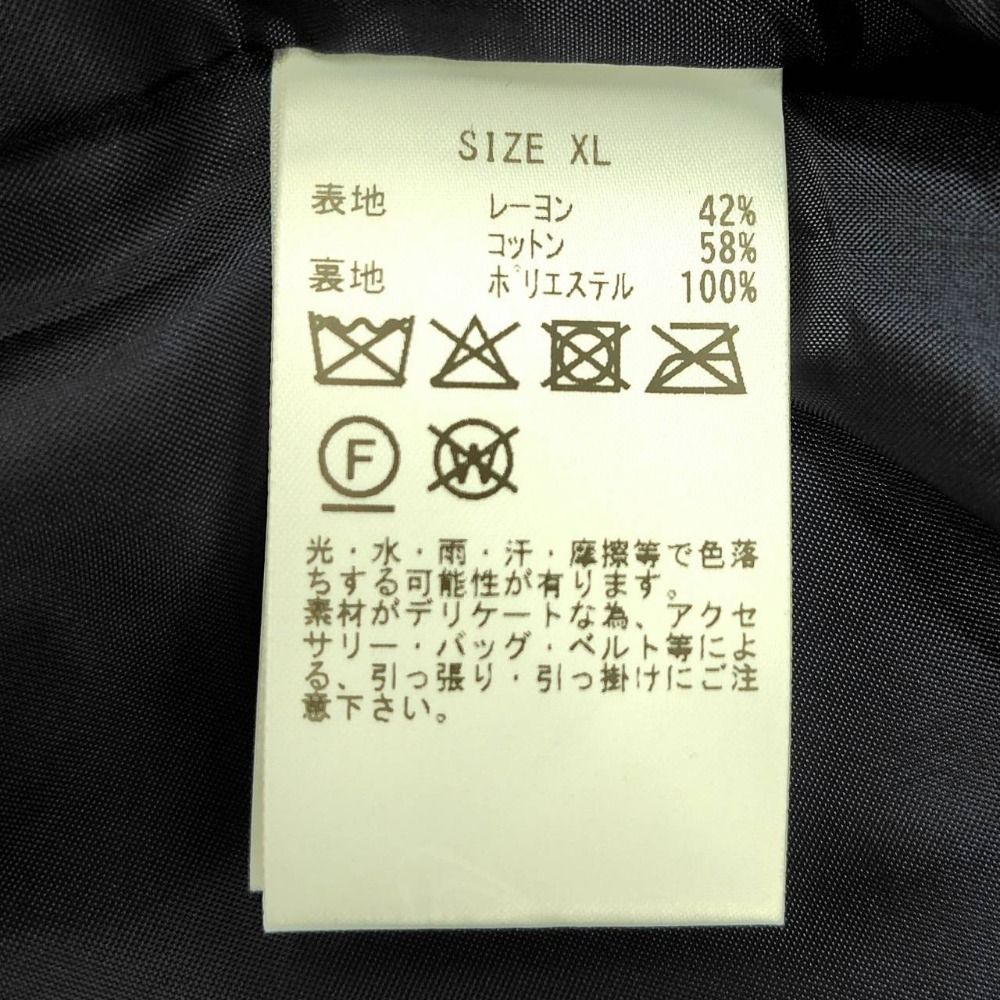 SIZE XL
表地 レーヨン 42%
コットン 58%
裏地 ポリエステル 100%
F W
光・水・雨・汗・摩擦等で色落
ちする可能性が有ります。
素材がデリケートな為、アクセ
サリー・バッグ・ベルト等によ
る、引っ張り・引っ掛けにご注
意下さい。